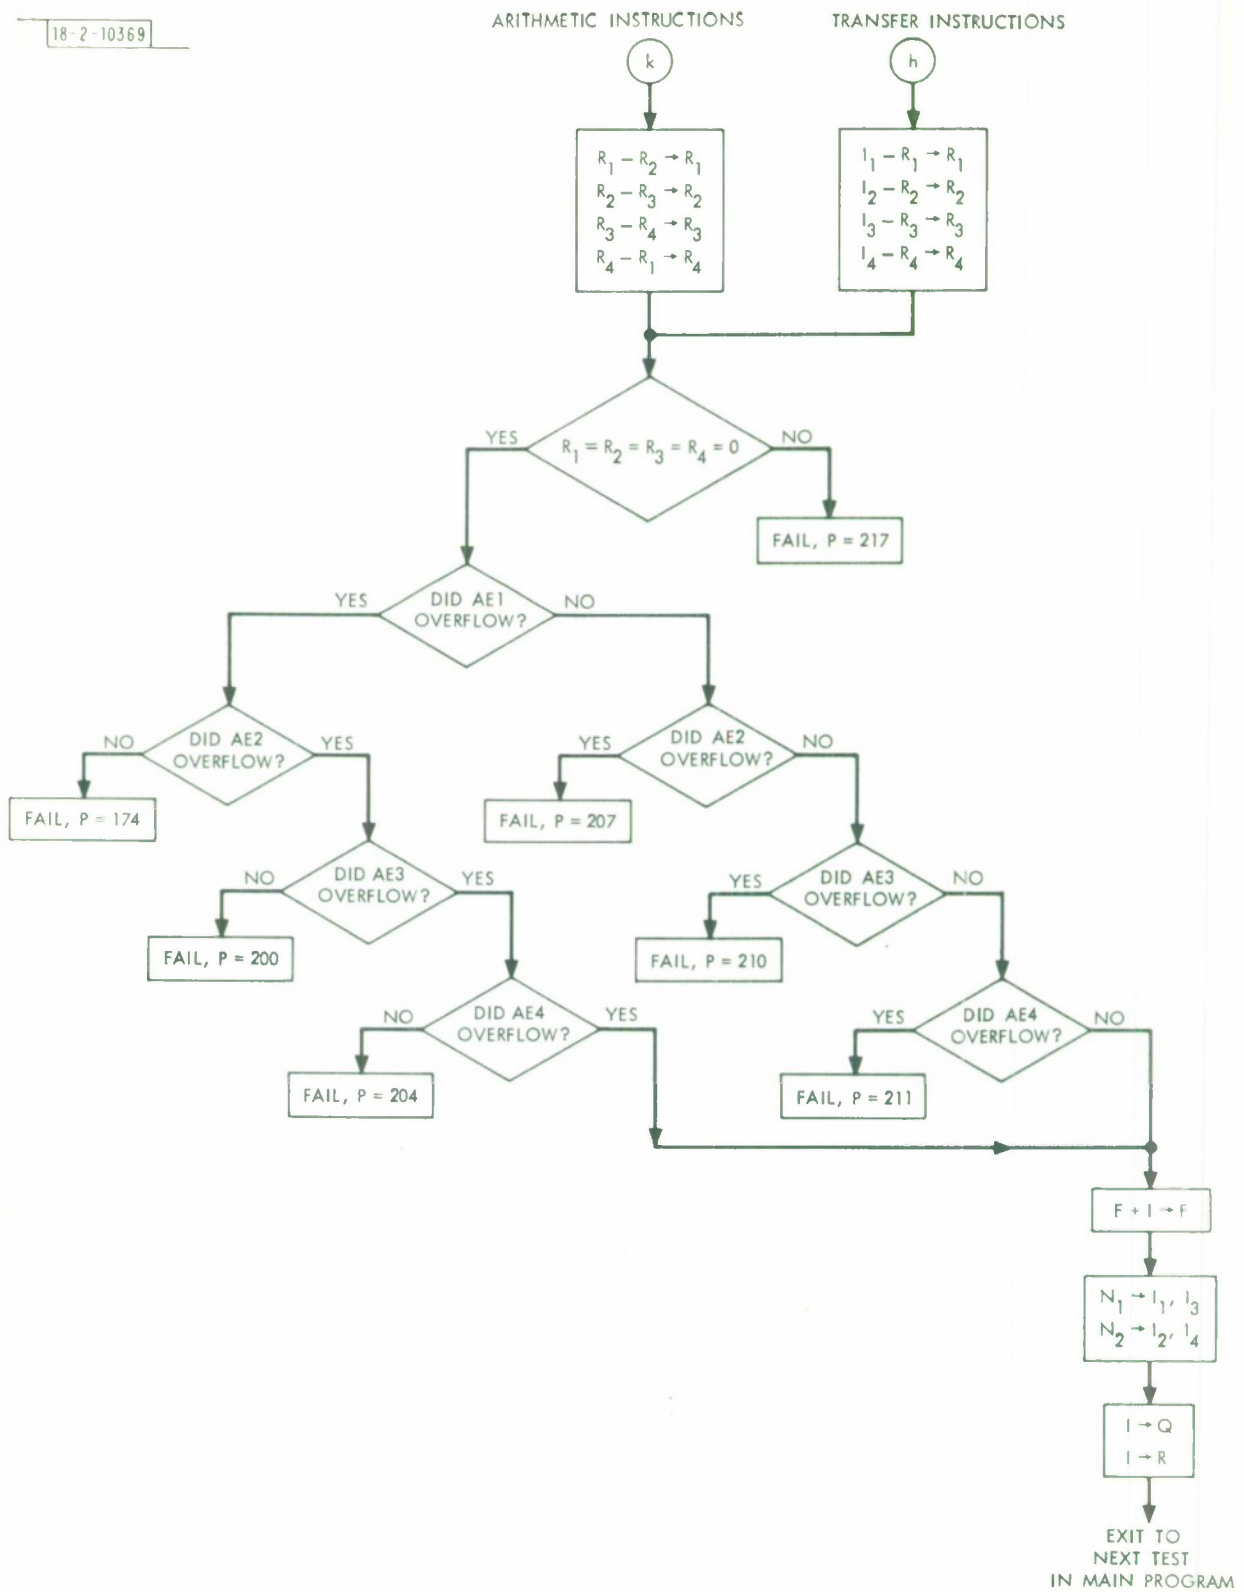 18-2-10369
ARITHMETIC INSTRUCTIONS
TRANSFER INSTRUCTIONS
k
h
R₁ − R₂ → R₁
R₂ − R₃ → R₂
R₃ − R₄ → R₃
R₄ − R₁ → R₄
I₁ − R₁ → R₁
I₂ − R₂ → R₂
I₃ − R₃ → R₃
I₄ − R₄ → R₄
YES
R₁ = R₂ = R₃ = R₄ = 0
NO
FAIL, P = 217
YES
DID AE1
OVERFLOW?
NO
NO
DID AE2
OVERFLOW?
YES
YES
DID AE2
OVERFLOW?
NO
FAIL, P = 174
FAIL, P = 207
NO
DID AE3
OVERFLOW?
YES
YES
DID AE3
OVERFLOW?
NO
FAIL, P = 200
FAIL, P = 210
NO
DID AE4
OVERFLOW?
YES
YES
DID AE4
OVERFLOW?
NO
FAIL, P = 204
FAIL, P = 211
F + I → F
N₁ → I₁, I₃
N₂ → I₂, I₄
I → Q
I → R
EXIT TO
NEXT TEST
IN MAIN PROGRAM